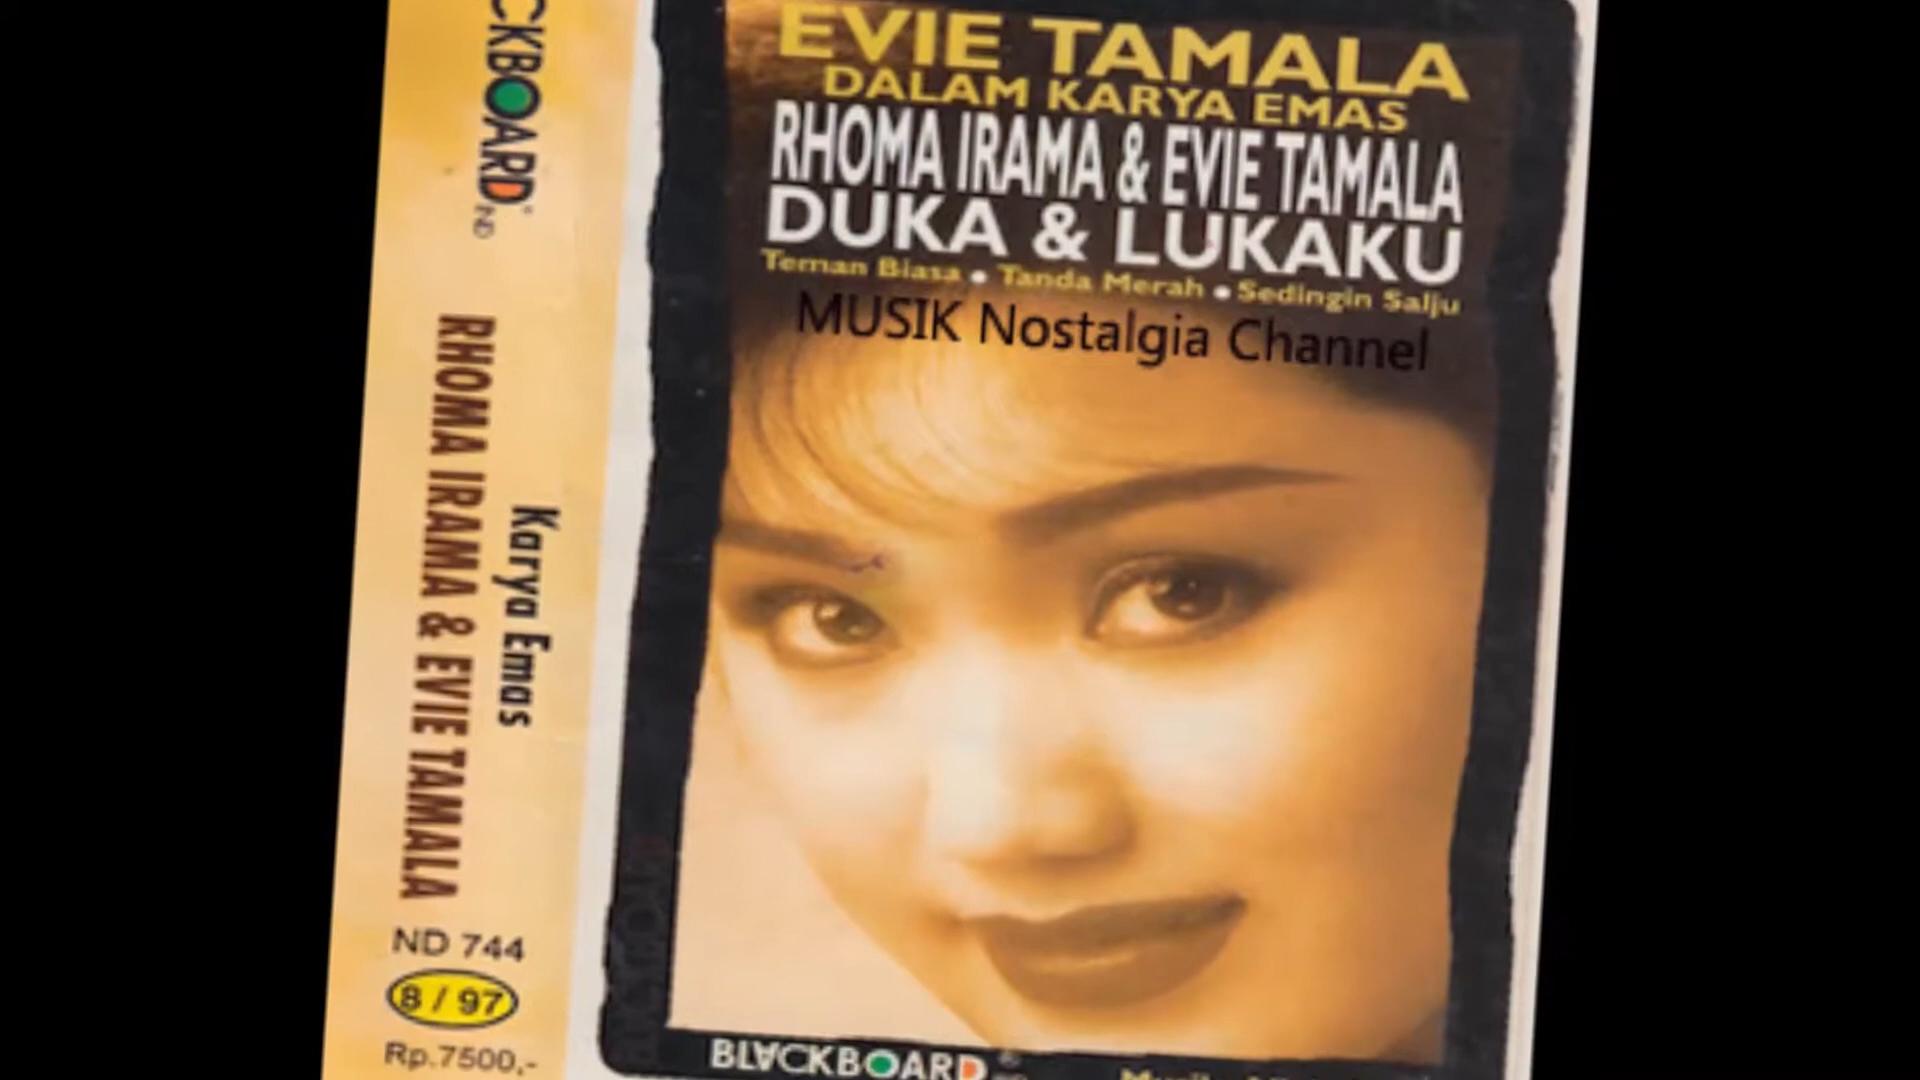 EVIE TAMALA
DALAM KARYA EMAS
RHOMA IRAMA & EVIE TAMALA
DUKA & LUKAKU
Teman Biasa • Tanda Merah • Sedingin Salju
MUSIK Nostalgia Channel
BLACKBOARD
CKBOARD
IND
RHOMA IRAMA & EVIE TAMALA
Karya Emas
ND 744
8 / 97
Rp.7500,-